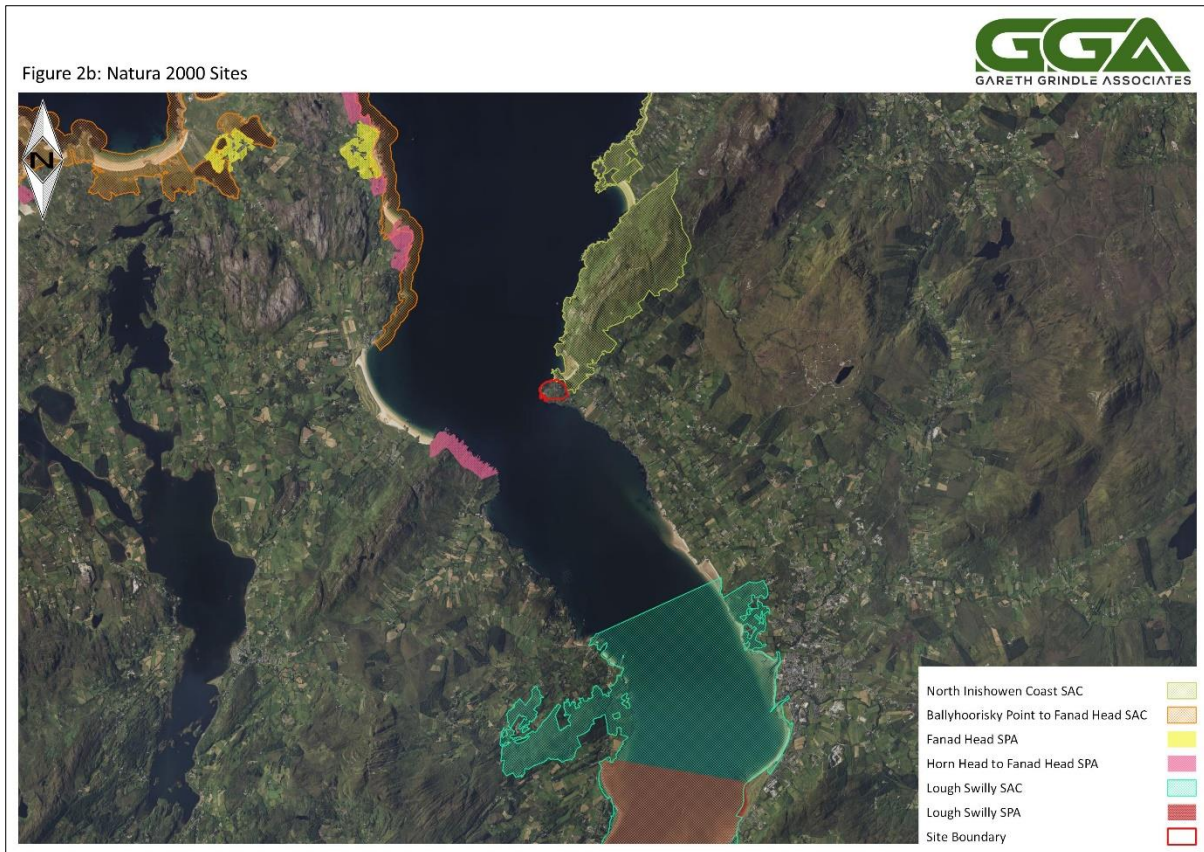 GGA
GARETH GRINDLE ASSOCIATES
Figure 2b: Natura 2000 Sites
N
North Inishowen Coast SAC
Ballyhoorisky Point to Fanad Head SAC
Fanad Head SPA
Horn Head to Fanad Head SPA
Lough Swilly SAC
Lough Swilly SPA
Site Boundary